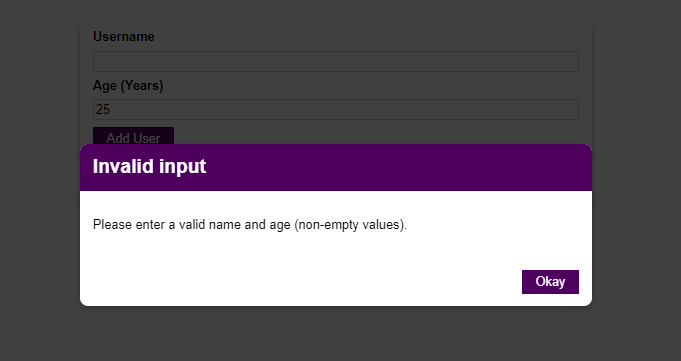 Username
Age (Years)
25
Add User
Invalid input
Please enter a valid name and age (non-empty values).
Okay